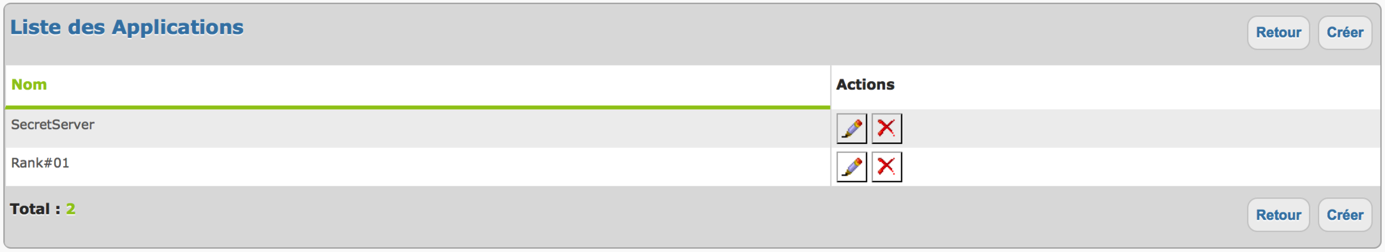 Liste des Applications
Retour Créer
Nom Actions
SecretServer
Rank#01
Total : 2
Retour Créer